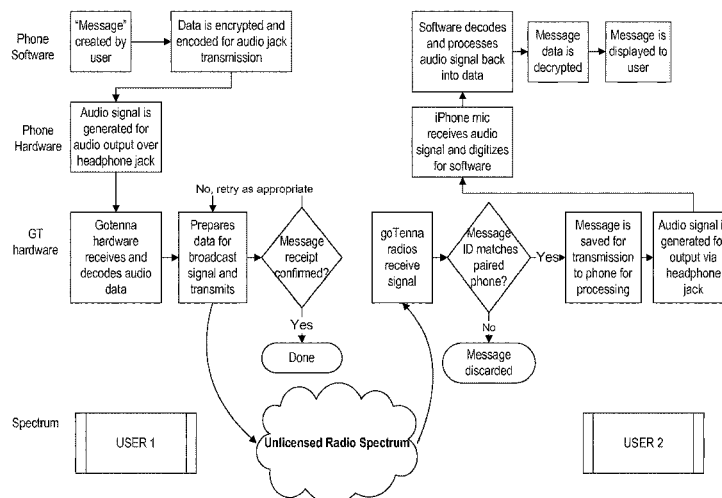 Phone
Software
"Message"
created by
user
Data is encrypted and
encoded for audio jack
transmission
Software decodes
and processes
audio signal back
into data
Message
data is
decrypted
Message is
displayed to
user
Phone
Hardware
Audio signal is
generated for
audio output over
headphone jack
iPhone mic
receives audio
signal and digitizes
for software
No, retry as appropriate
GT
hardware
Gotenna
hardware
receives and
decodes audio
data
Prepares
data for
broadcast
signal and
transmits
Message
receipt
confirmed?
Yes
Done
goTenna
radios
receive
signal
Message
ID matches
paired
phone?
Yes
No
Message
discarded
Message is
saved for
transmission
to phone for
processing
Audio signal is
generated for
output via
headphone
jack
Spectrum
USER 1
Unlicensed Radio Spectrum
USER 2